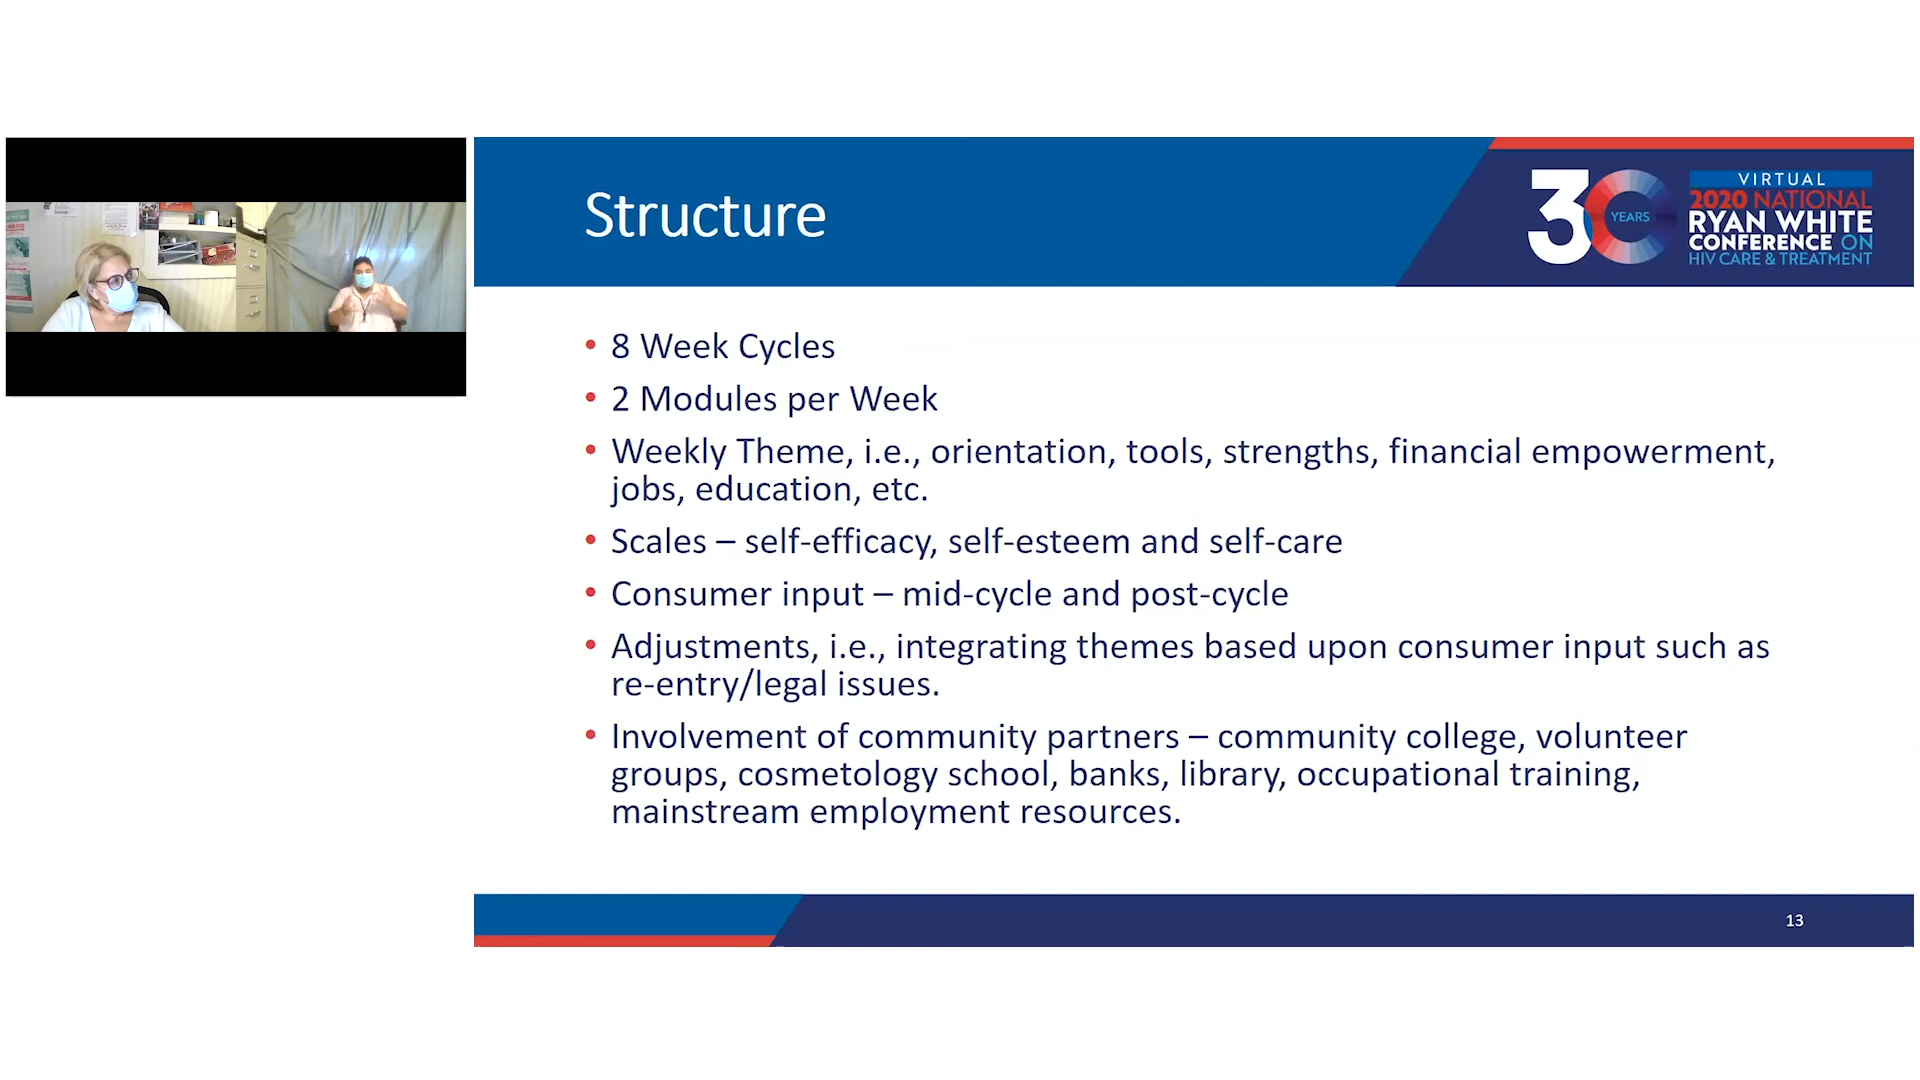 Structure
30
YEARS
VIRTUAL
2020 NATIONAL
RYAN WHITE
CONFERENCE ON
HIV CARE & TREATMENT
• 8 Week Cycles
• 2 Modules per Week
• Weekly Theme, i.e., orientation, tools, strengths, financial empowerment,
jobs, education, etc.
• Scales – self-efficacy, self-esteem and self-care
• Consumer input – mid-cycle and post-cycle
• Adjustments, i.e., integrating themes based upon consumer input such as
re-entry/legal issues.
• Involvement of community partners – community college, volunteer
groups, cosmetology school, banks, library, occupational training,
mainstream employment resources.
13